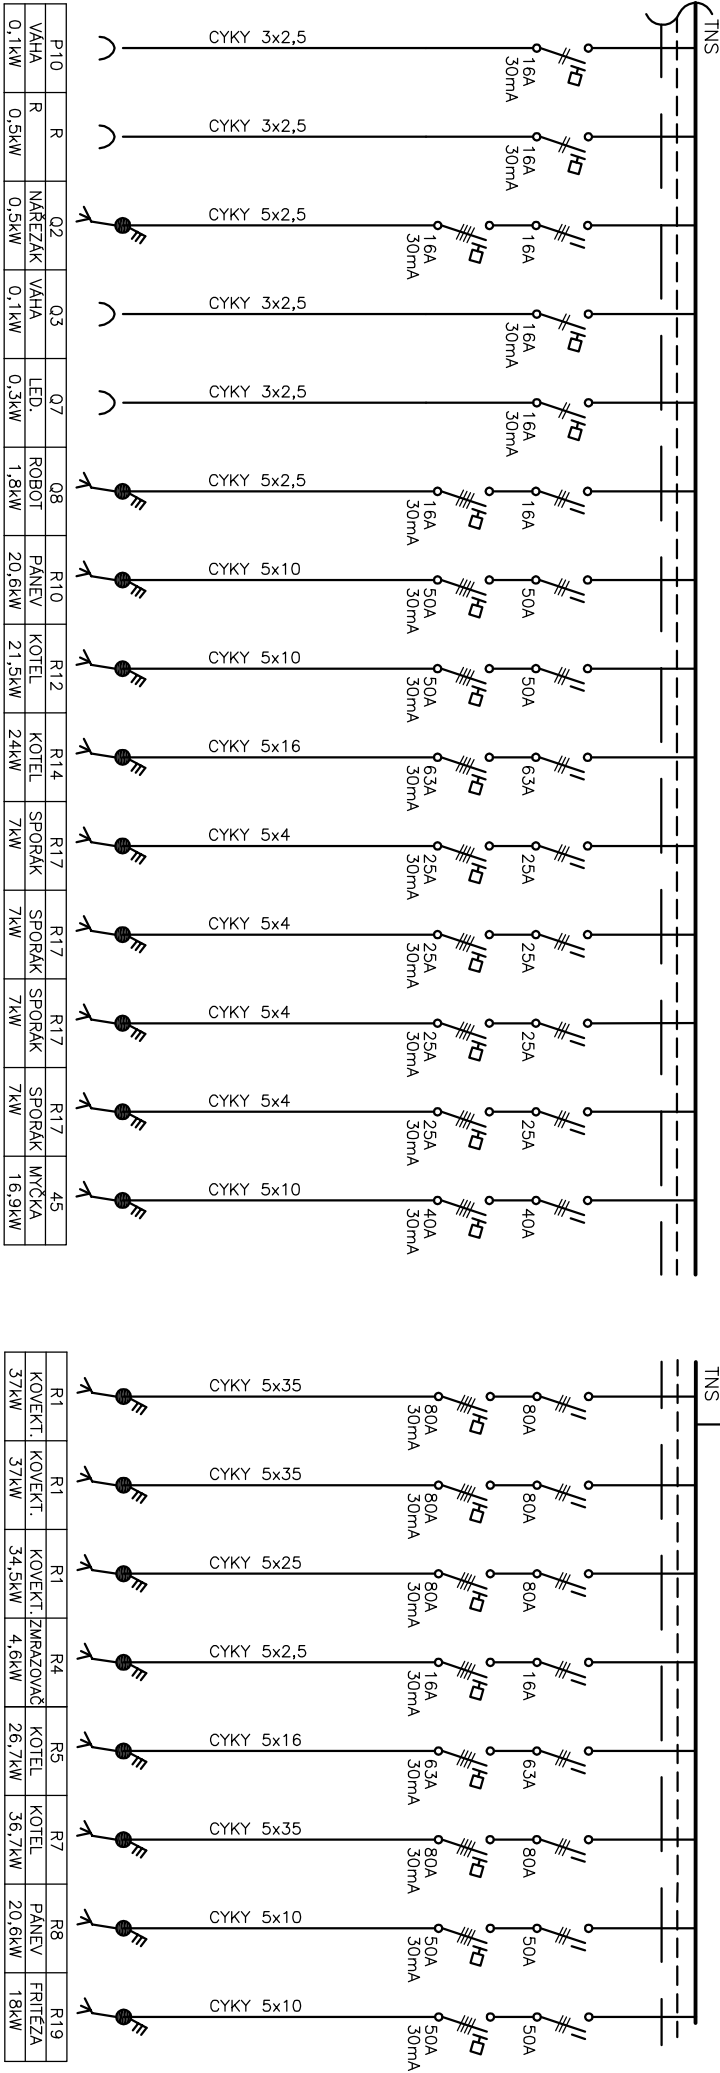 TNS
CYKY 3x2,5
16A
30mA
P10
VÁHA
0,1kW
CYKY 3x2,5
16A
30mA
R
R
0,5kW
CYKY 5x2,5
16A
16A
30mA
Q2
NÁŘEZÁK
0,5kW
CYKY 3x2,5
16A
30mA
Q3
VÁHA
0,1kW
CYKY 3x2,5
16A
30mA
Q7
LED.
0,3kW
CYKY 5x2,5
16A
16A
30mA
Q8
ROBOT
1,8kW
CYKY 5x10
50A
50A
30mA
R10
PÁNEV
20,6kW
CYKY 5x10
50A
50A
30mA
R12
KOTEL
21,5kW
CYKY 5x16
63A
63A
30mA
R14
KOTEL
24kW
CYKY 5x4
25A
25A
30mA
R17
SPORÁK
7kW
CYKY 5x4
25A
25A
30mA
R17
SPORÁK
7kW
CYKY 5x4
25A
25A
30mA
R17
SPORÁK
7kW
CYKY 5x4
25A
25A
30mA
R17
SPORÁK
7kW
CYKY 5x10
40A
40A
30mA
45
MYČKA
16,9kW
TNS
CYKY 5x35
80A
80A
30mA
R1
KOVEKT.
37kW
CYKY 5x35
80A
80A
30mA
R1
KOVEKT.
37kW
CYKY 5x25
80A
80A
30mA
R1
KOVEKT.
34,5kW
CYKY 5x2,5
16A
16A
30mA
R4
ZMRAZOVAČ
4,6kW
CYKY 5x16
63A
63A
30mA
R5
KOTEL
26,7kW
CYKY 5x35
80A
80A
30mA
R7
KOTEL
36,7kW
CYKY 5x10
50A
50A
30mA
R8
PÁNEV
20,6kW
CYKY 5x10
50A
50A
30mA
R19
FRITÉZA
18kW